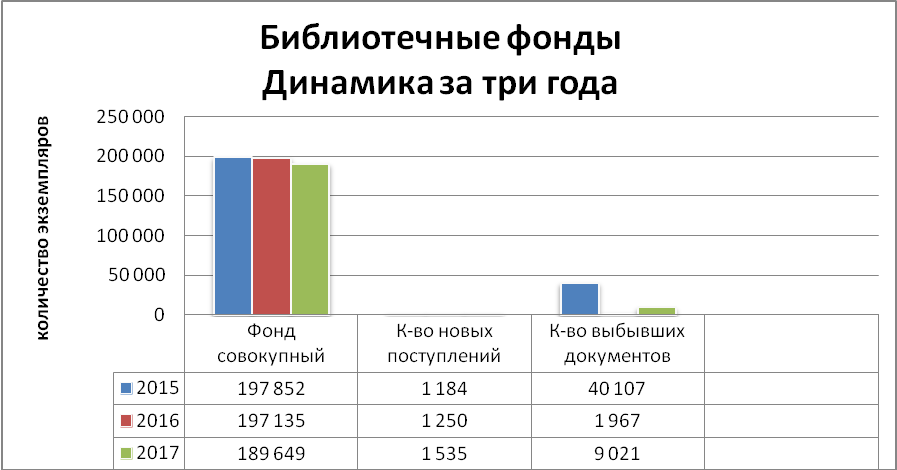 Библиотечные фонды
Динамика за три года
количество экземпляров
250 000
200 000
150 000
100 000
50 000
0
Фонд совокупный
К-во новых поступлений
К-во выбывших документов
2015 197 852 1 184 40 107
2016 197 135 1 250 1 967
2017 189 649 1 535 9 021